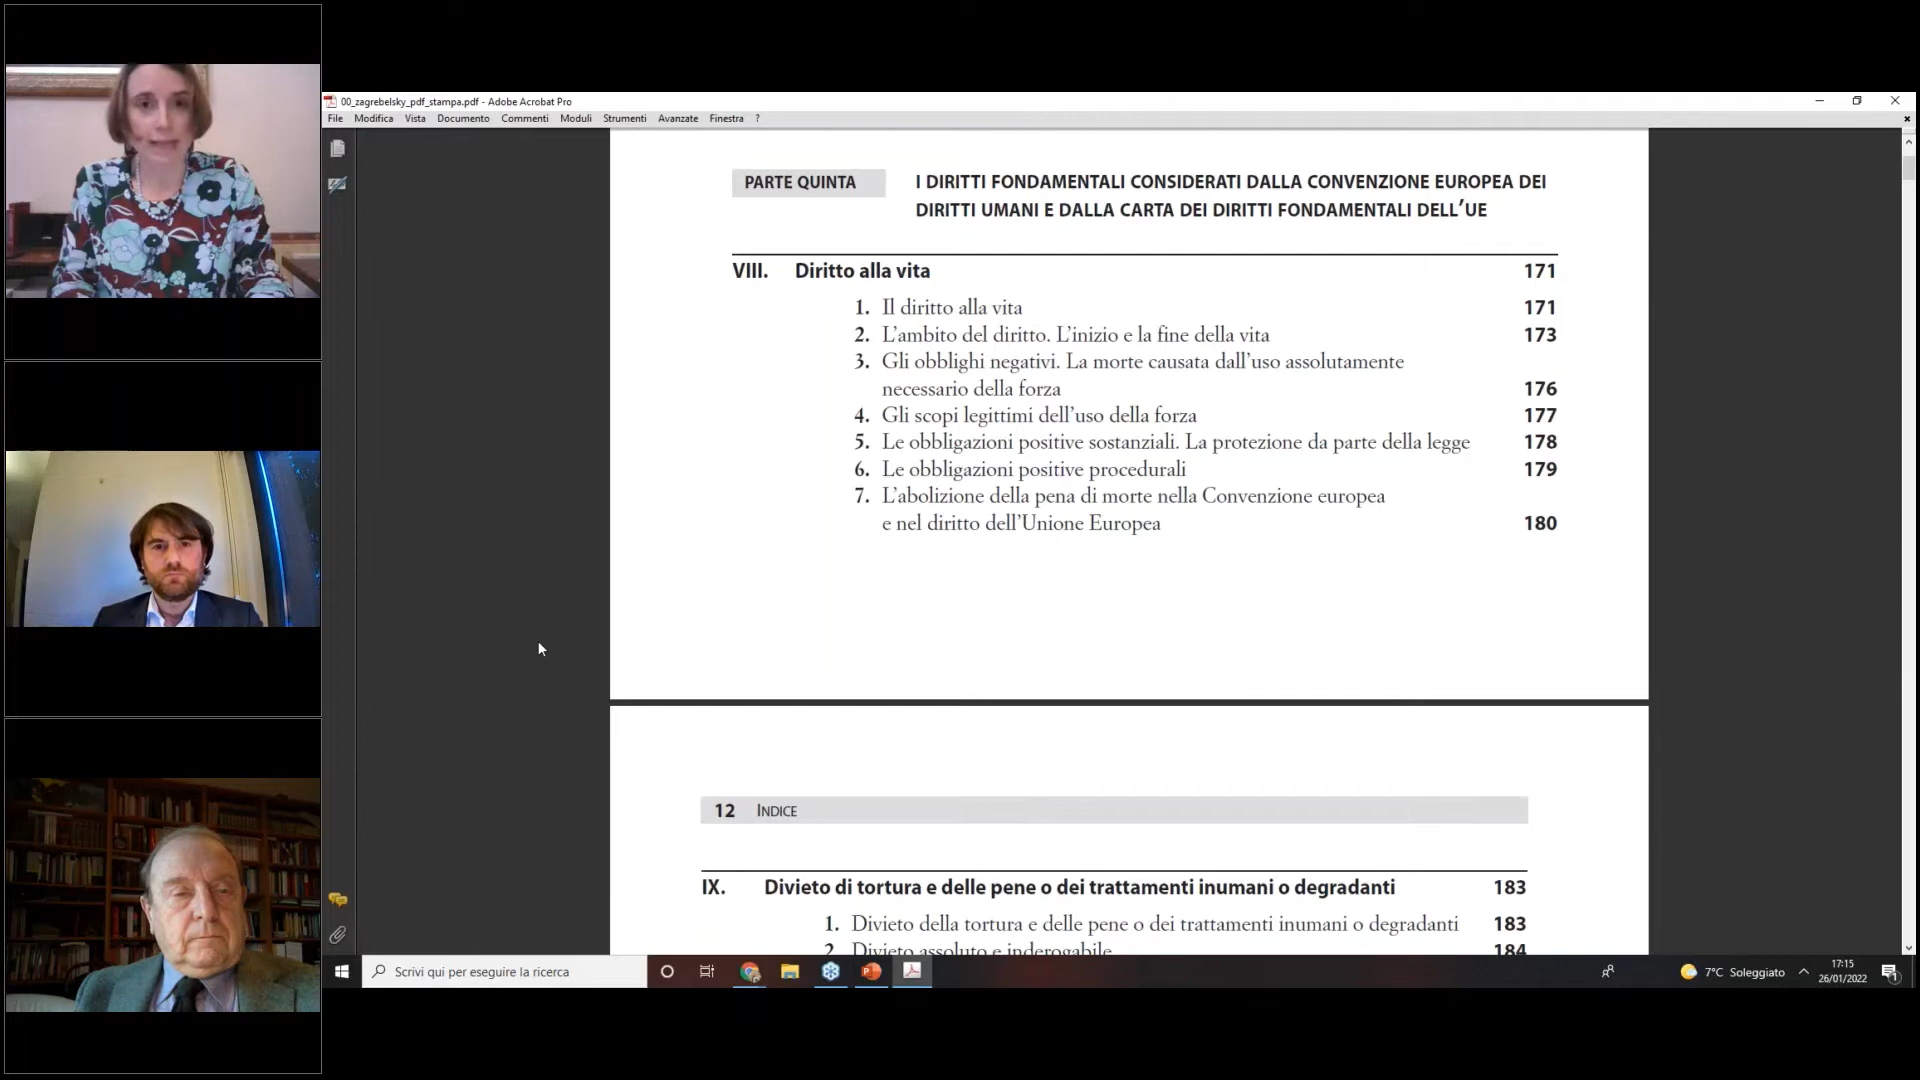 00_zagrebelsky_pdf_stampa.pdf - Adobe Acrobat Pro
File Modifica Vista Documento Commenti Moduli Strumenti Avanzate Finestra ?
PARTE QUINTA I DIRITTI FONDAMENTALI CONSIDERATI DALLA CONVENZIONE EUROPEA DEI
DIRITTI UMANI E DALLA CARTA DEI DIRITTI FONDAMENTALI DELL'UE
VIII. Diritto alla vita 171
1. Il diritto alla vita 171
2. L'ambito del diritto. L'inizio e la fine della vita 173
3. Gli obblighi negativi. La morte causata dall'uso assolutamente
necessario della forza 176
4. Gli scopi legittimi dell'uso della forza 177
5. Le obbligazioni positive sostanziali. La protezione da parte della legge 178
6. Le obbligazioni positive procedurali 179
7. L'abolizione della pena di morte nella Convenzione europea
e nel diritto dell'Unione Europea 180
12 INDICE
IX. Divieto di tortura e delle pene o dei trattamenti inumani o degradanti 183
1. Divieto della tortura e delle pene o dei trattamenti inumani o degradanti 183
2. Divieto assoluto e inderogabile 184
Scrivi qui per eseguire la ricerca
7°C Soleggiato
17:15
26/01/2022
1